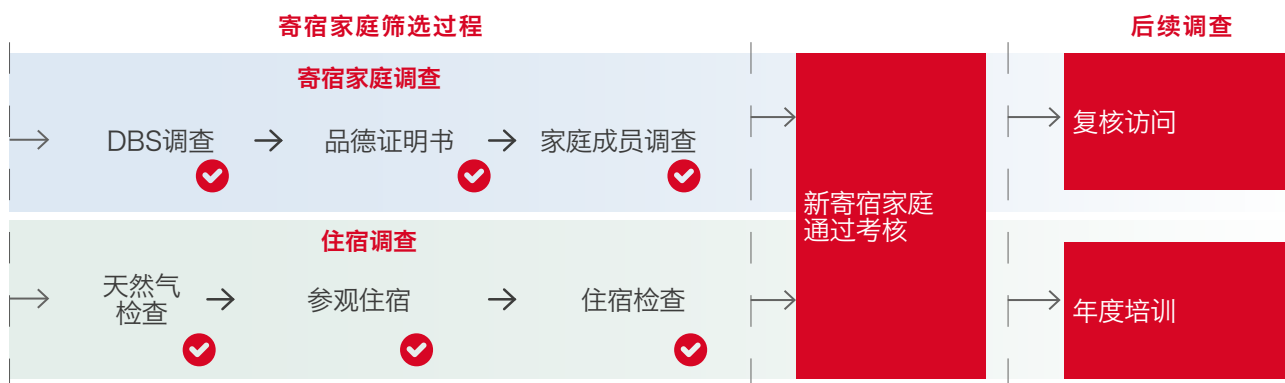 寄宿家庭筛选过程
后续调查
寄宿家庭调查
DBS调查
品德证明书
家庭成员调查
复核访问
新寄宿家庭
通过考核
住宿调查
天然气
检查
参观住宿
住宿检查
年度培训